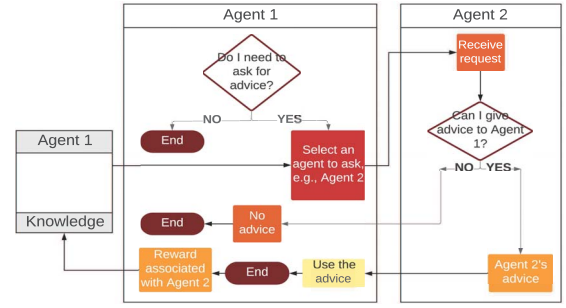 Agent 1
Agent 2
Do I need to
ask for
advice?
NO
YES
End
Select an
agent to ask,
e.g., Agent 2
Receive
request
Can I give
advice to Agent
1?
NO
YES
Agent 1
Knowledge
End
No
advice
Reward
associated
with Agent 2
End
Use the
advice
Agent 2's
advice